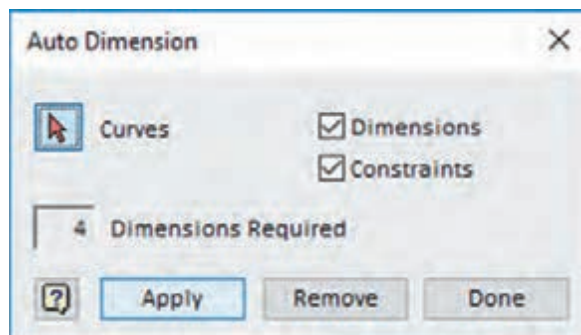 Auto Dimension
Curves
Dimensions
Constraints
4 Dimensions Required
? Apply Remove Done